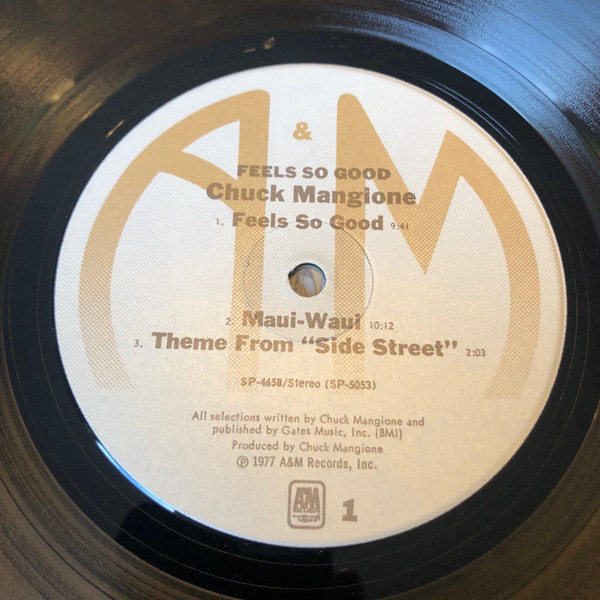 A & M
FEELS SO GOOD
Chuck Mangione
1. Feels So Good 9:41
2. Maui-Waui 10:12
3. Theme From “Side Street” 2:03
SP-4658/Stereo (SP-5053)
All selections written by Chuck Mangione and
published by Gates Music, Inc. (BMI)
Produced by Chuck Mangione
℗ 1977 A&M Records, Inc.
A&M
RECORDS
1